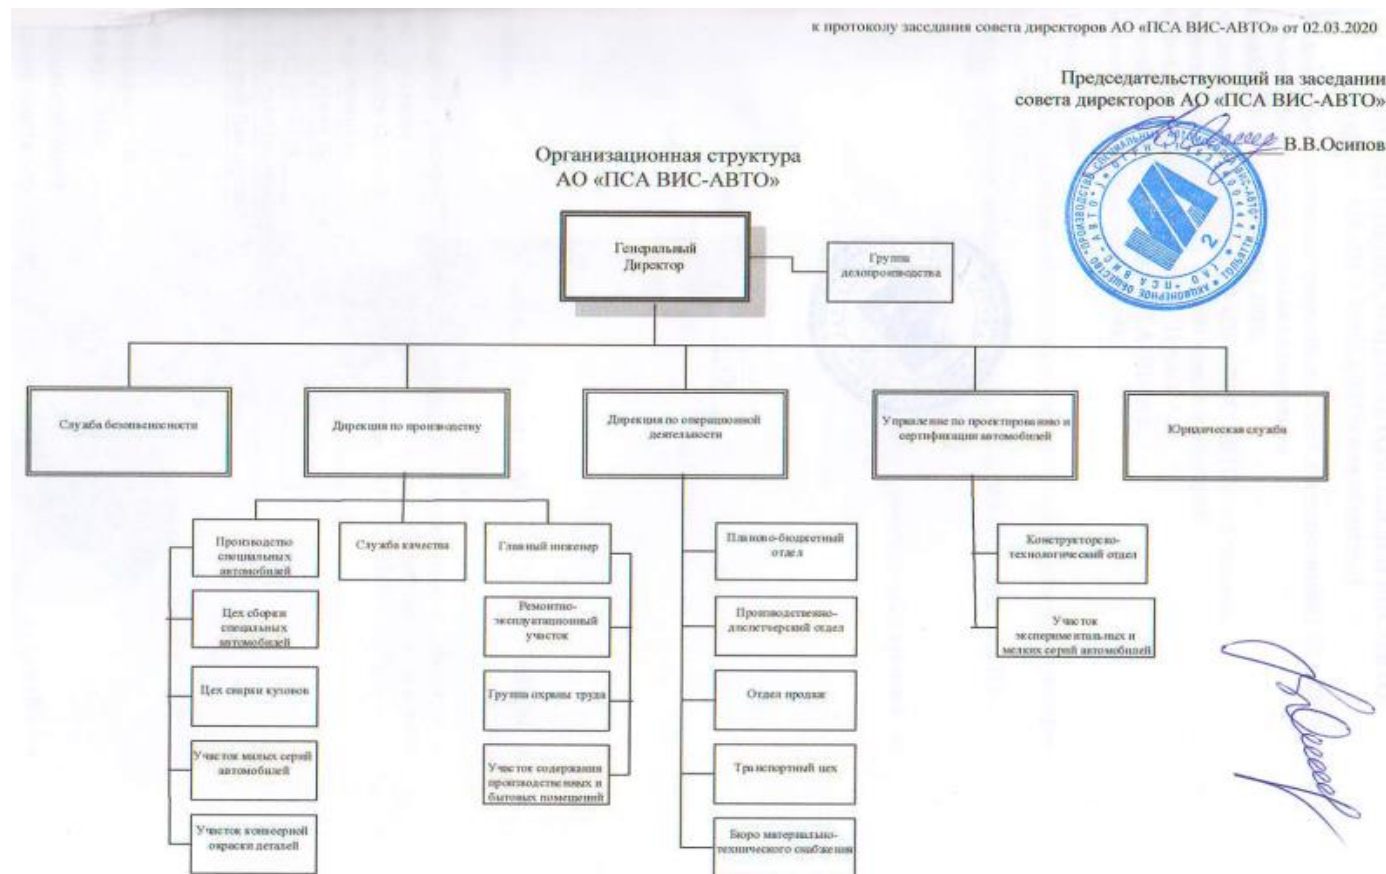 к протоколу заседания совета директоров АО «ПСА ВИС-АВТО» от 02.03.2020
Председательствующий на заседании
совета директоров АО «ПСА ВИС-АВТО»
В.В.Осипов
Организационная структура
АО «ПСА ВИС-АВТО»
Генеральный
Директор
Группа
делопроизводства
Служба безопасности
Дирекция по производству
Дирекция по операционной
деятельности
Управление по проектированию и
сертификации автомобилей
Юридическая служба
Производство
специальных
автомобилей
Служба качества
Главный инженер
Планово-бюджетный
отдел
Конструкторско-
технологический отдел
Цех сборки
специальных
автомобилей
Ремонтно-
эксплуатационный
участок
Производственно-
диспетчерский отдел
Участок
экспериментальных и
мелких серий автомобилей
Цех сварки кузовов
Группа охраны труда
Отдел продаж
Участок малых серий
автомобилей
Участок содержания
производственных и
бытовых помещений
Транспортный цех
Участок конвеерной
окраски деталей
Бюро материально-
технического снабжения